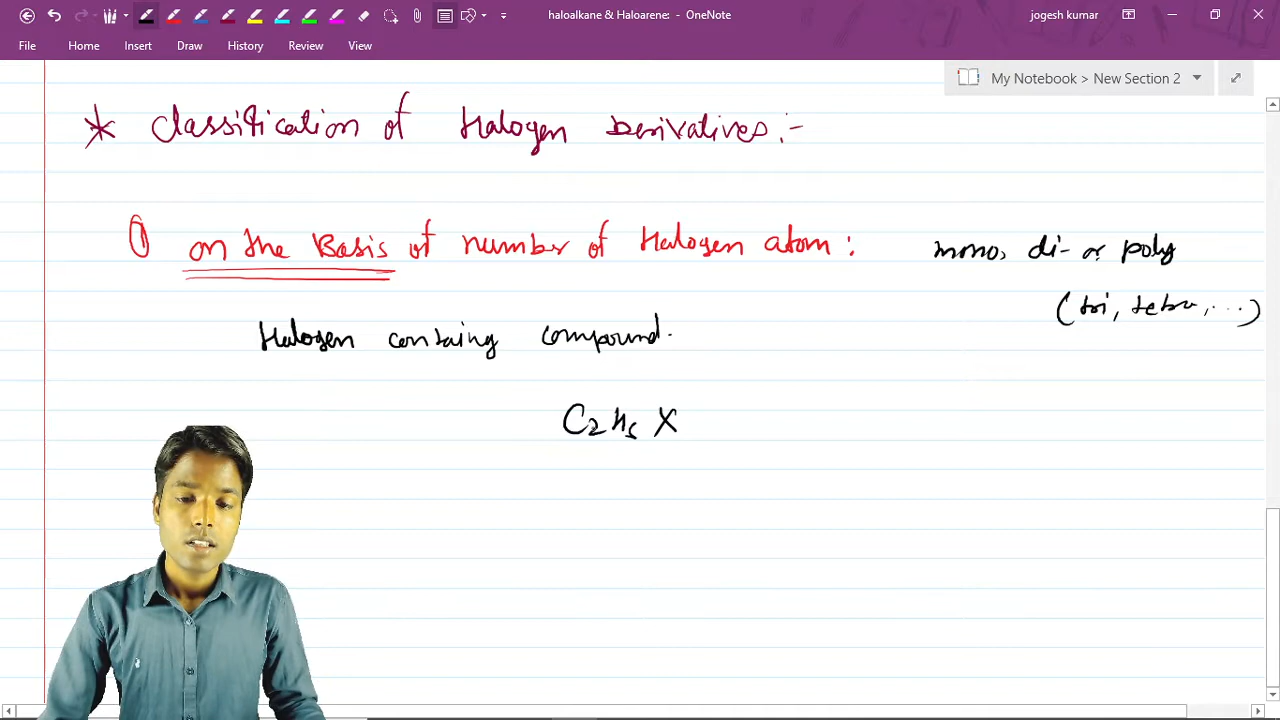 haloalkane & Haloarene: - OneNote
jogesh kumar
File Home Insert Draw History Review View
My Notebook > New Section 2
* Classification of Halogen Derivatives :-
① on the Basis of number of Halogen atom :
mono, di- or poly
(tri, tetra, ...)
Halogen containg compound.
C₂H₅ X